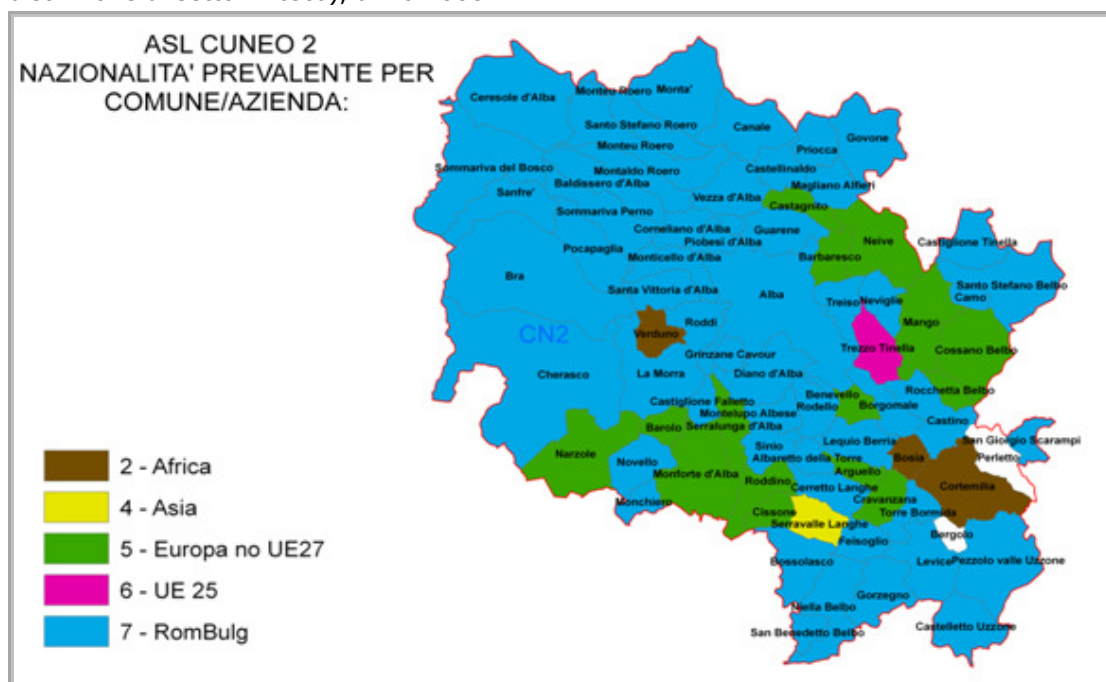 ASL CUNEO 2
NAZIONALITA' PREVALENTE PER
COMUNE/AZIENDA:
Ceresole d'Alba
Monteu Roero
Monta'
Santo Stefano Roero
Canale
Govone
Monteu Roero
Priocca
Sommariva del Bosco
Montaldo Roero
Castellinaldo
Baldissero d'Alba
Magliano Alfieri
Sanfre'
Vezza d'Alba
Castagnito
Sommariva Perno
Corneliano d'Alba
Guarene
Neive
Castiglione Tinella
Pocapaglia
Piobesi d'Alba
Monticello d'Alba
Barbaresco
Bra
Santo Stefano Belbo
Santa Vittoria d'Alba
Alba
Treiso
Neviglie
Camo
CN2
Verduno
Roddi
Mango
Trezzo Tinella
Cossano Belbo
Grinzane Cavour
Cherasco
La Morra
Diano d'Alba
Rocchetta Belbo
Castiglione Falletto
Benevello
Rodello
Borgomale
Montelupo Albese
Castino
Barolo
Serralunga d'Alba
Sinio
Lequio Berria
San Giorgio Scarampi
Narzole
Novello
Albaretto della Torre
Bosia
Perletto
Monforte d'Alba
Roddino
Arguello
Cerretto Langhe
Cortemilia
Monchiero
Cravanzana
Cissone
Torre Bormida
Serravalle Langhe
Feisoglio
Bergolo
Bossolasco
Levice
Pezzolo valle Uzzone
Gorzegno
Niella Belbo
San Benedetto Belbo
Castelletto Uzzone
2 - Africa
4 - Asia
5 - Europa no UE27
6 - UE 25
7 - RomBulg